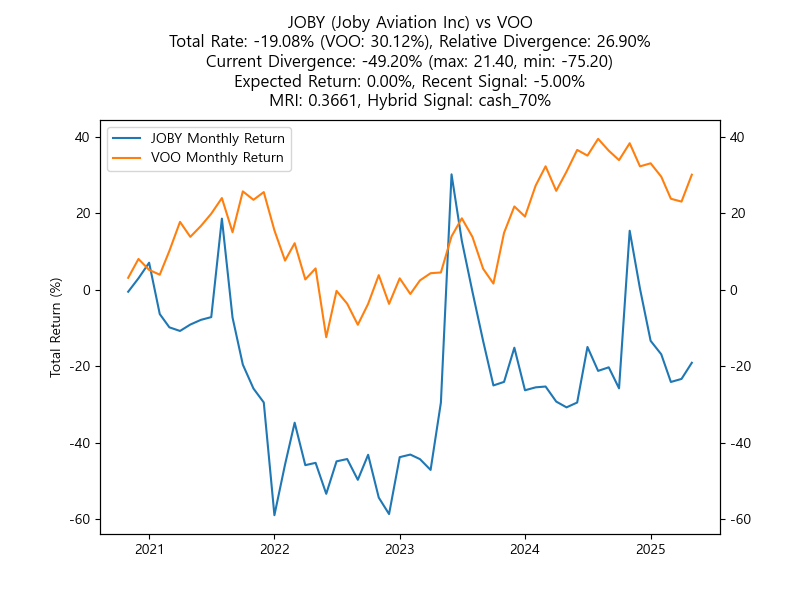 JOBY (Joby Aviation Inc) vs VOO
Total Rate: -19.08% (VOO: 30.12%), Relative Divergence: 26.90%
Current Divergence: -49.20% (max: 21.40, min: -75.20)
Expected Return: 0.00%, Recent Signal: -5.00%
MRI: 0.3661, Hybrid Signal: cash_70%
JOBY Monthly Return
VOO Monthly Return
Total Return (%)
40
20
0
-20
-40
-60
40
20
0
-20
-40
-60
2021
2022
2023
2024
2025